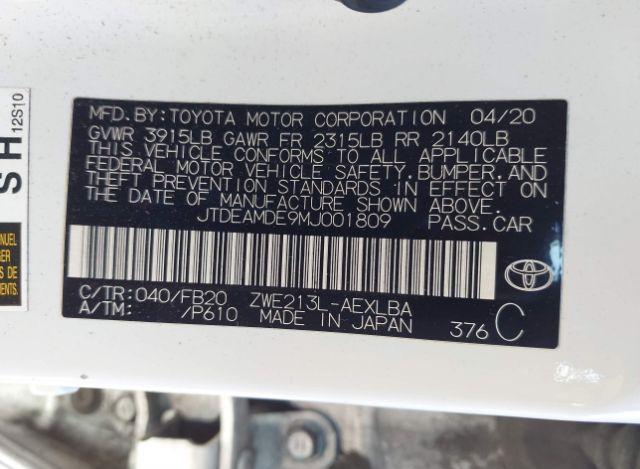 MFD.BY:TOYOTA MOTOR CORPORATION 04/20
GVWR 3915LB GAWR FR 2315LB RR 2140LB
THIS VEHICLE CONFORMS TO ALL APPLICABLE
FEDERAL MOTOR VEHICLE SAFETY,BUMPER,AND
THEFT PREVENTION STANDARDS IN EFFECT ON
THE DATE OF MANUFACTURE SHOWN ABOVE.
JTDEAMDE9MJ001809 PASS.CAR
C/TR:040/FB20 ZWE213L-AEXLBA
A/TM: /P610 MADE IN JAPAN 376 C
TOYOTA
S H
12S10